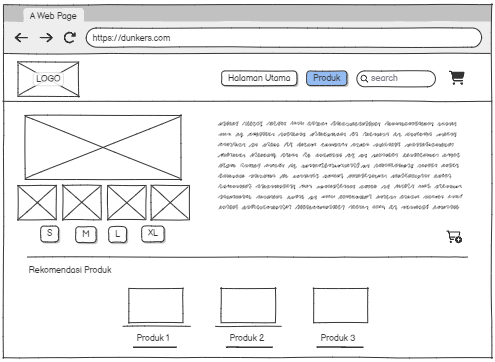 A Web Page
https://dunkers.com
LOGO
Halaman Utama
Produk
search
S
M
L
XL
Rekomendasi Produk
Produk 1
Produk 2
Produk 3